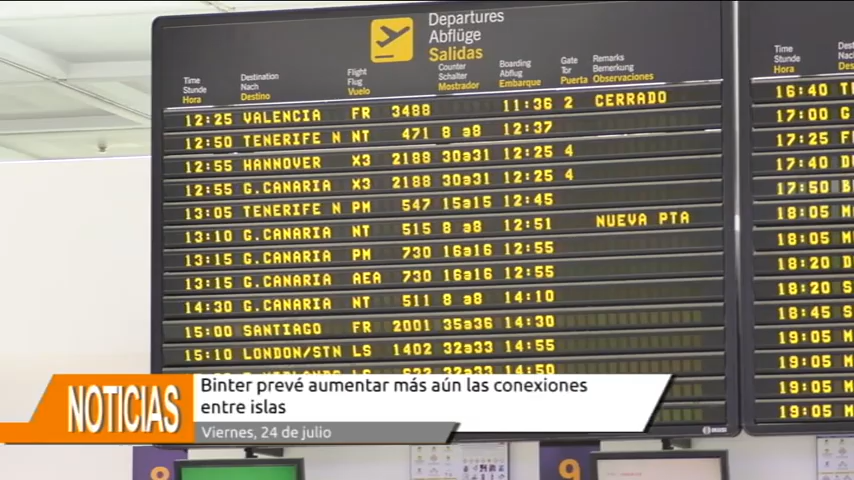 Departures
Abflüge
Salidas
Time Destination Flight Counter Boarding Gate Remarks
Stunde Nach Flug Schalter Abflug Tor Bemerkung
Hora Destino Vuelo Mostrador Embarque Puerta Observaciones
12:25 VALENCIA FR 3488 11:36 2 CERRADO
12:50 TENERIFE N NT 471 8 a8 12:37
12:55 HANNOVER X3 2188 30a31 12:25 4
12:55 G.CANARIA X3 2188 30a31 12:25 4
13:05 TENERIFE N PM 547 15a15 12:45
13:10 G.CANARIA NT 515 8 a8 12:51 NUEVA PTA
13:15 G.CANARIA PM 730 16a16 12:55
13:15 G.CANARIA AEA 730 16a16 12:55
14:30 G.CANARIA NT 511 8 a8 14:10
15:00 SANTIAGO FR 2001 35a36 14:30
15:10 LONDON/STN LS 1402 32a33 14:55
LS 32a33 14:50
Time
Stunde
Hora
16:40
17:00
17:25
17:40
17:50
18:05
18:05
18:20
18:20
18:45
19:05
19:05
19:05
19:05
NOTICIAS
Binter prevé aumentar más aún las conexiones
entre islas
Viernes, 24 de julio
8
9